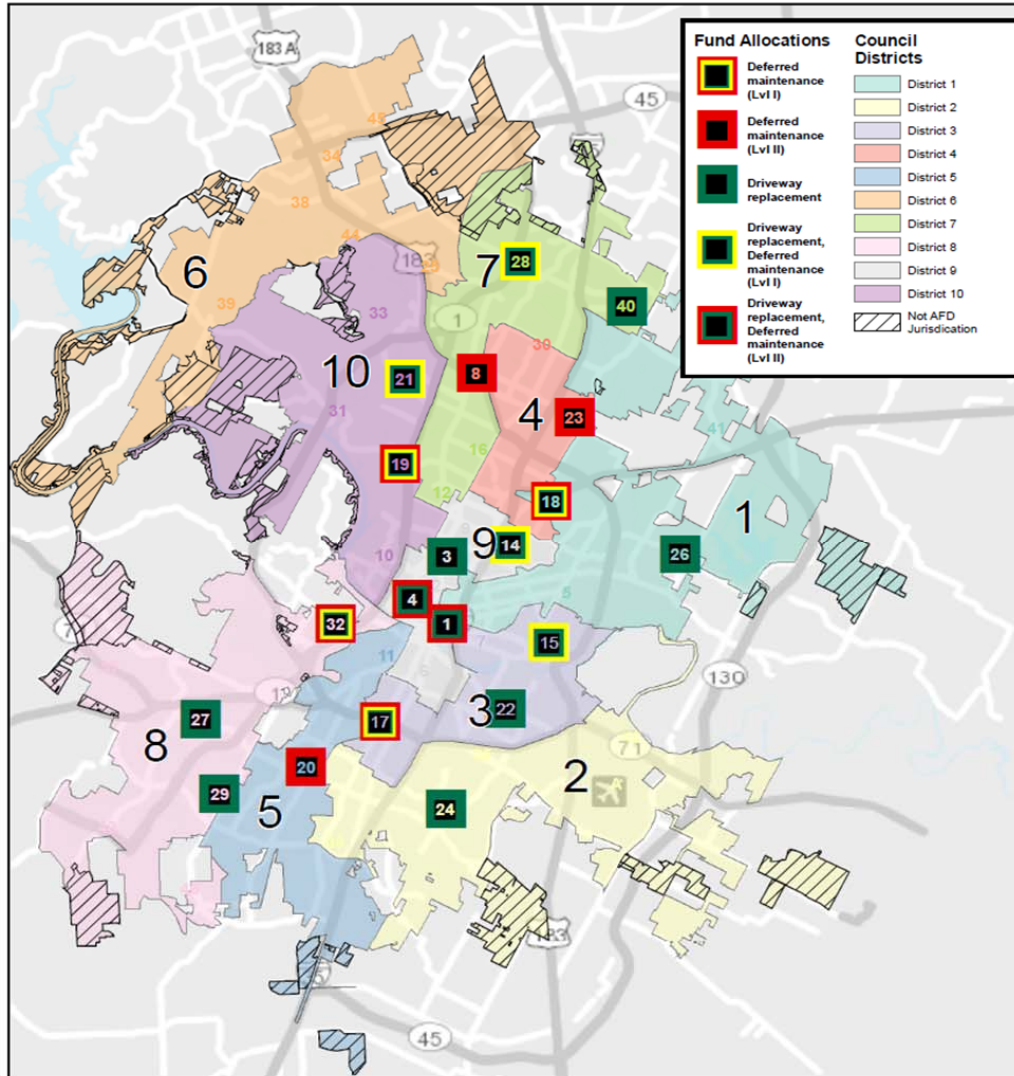 Fund Allocations
Deferred
maintenance
(Lvl I)
Deferred
maintenance
(Lvl II)
Driveway
replacement
Driveway
replacement,
Deferred
maintenance
(Lvl I)
Driveway
replacement,
Deferred
maintenance
(Lvl II)
Council
Districts
District 1
District 2
District 3
District 4
District 5
District 6
District 7
District 8
District 9
District 10
Not AFD
Jurisdication
183 A
45
34
38
44
6
39
33
183
7
28
1
40
10
21
8
30
4
23
31
16
41
19
12
18
1
9
14
3
26
10
5
4
1
32
11
15
130
27
17
3
22
8
71
2
20
29
5
24
183
45